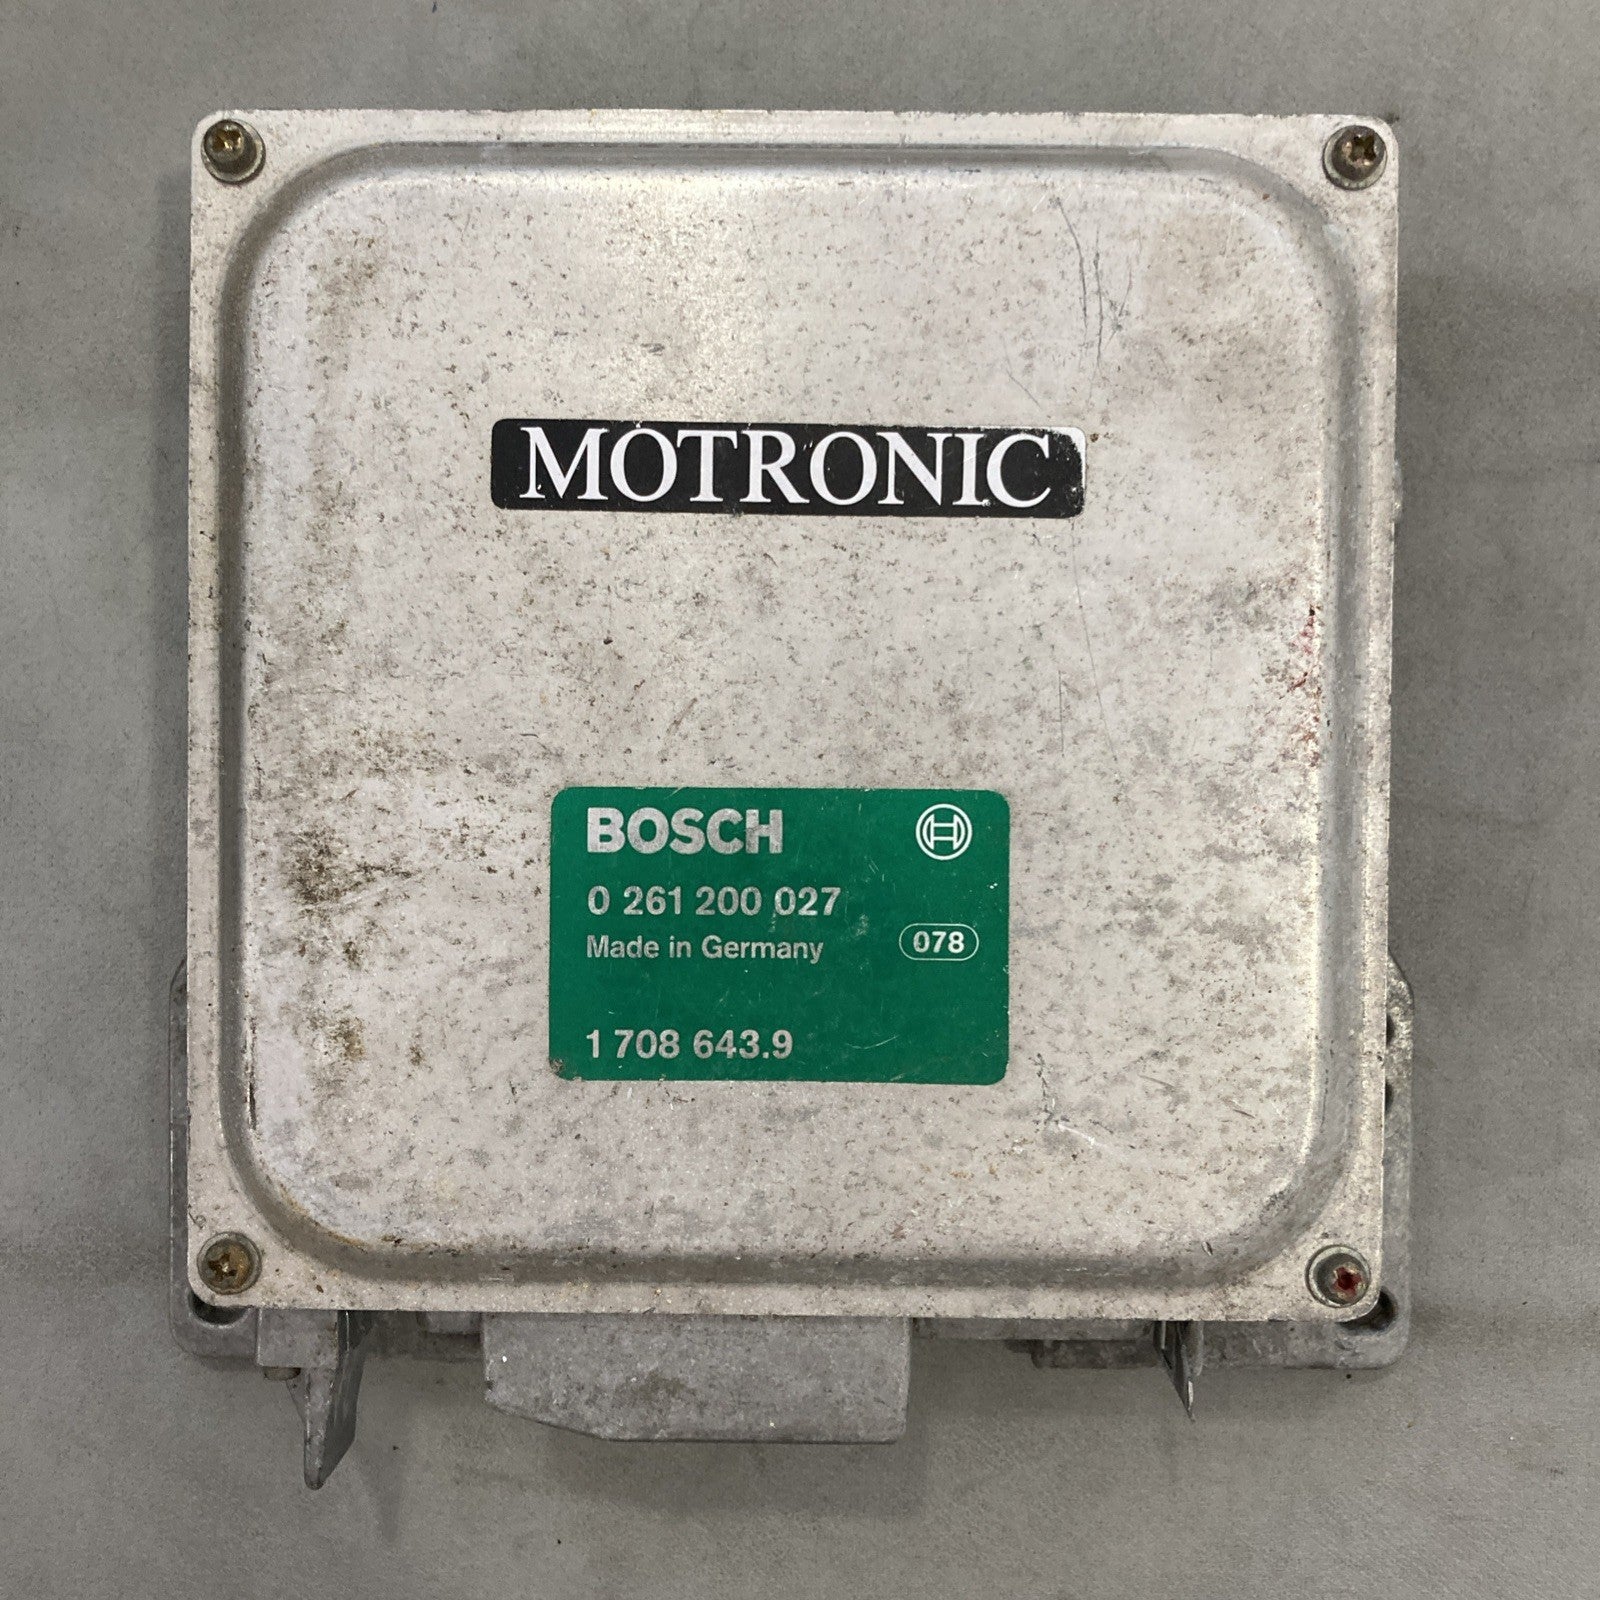 MOTRONIC
BOSCH
0 261 200 027
Made in Germany 078
1 708 643.9